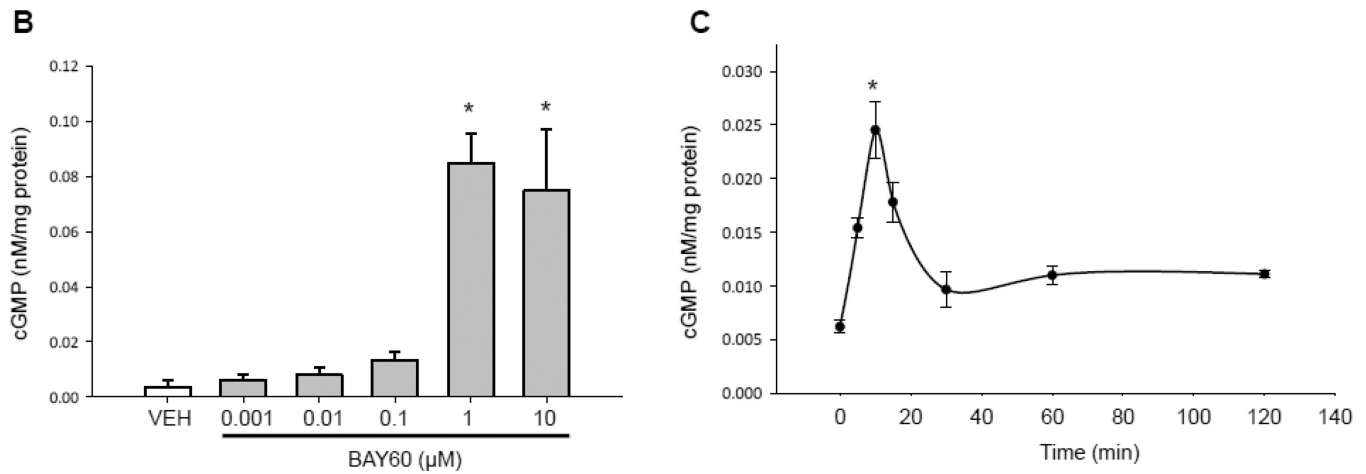 B
cGMP (nM/mg protein)
0.12
0.10
0.08
0.06
0.04
0.02
0.00
* *
VEH 0.001 0.01 0.1 1 10
BAY60 (µM)
C
cGMP (nM/mg protein)
0.030
0.025
0.020
0.015
0.010
0.005
0.000
*
0 20 40 60 80 100 120 140
Time (min)